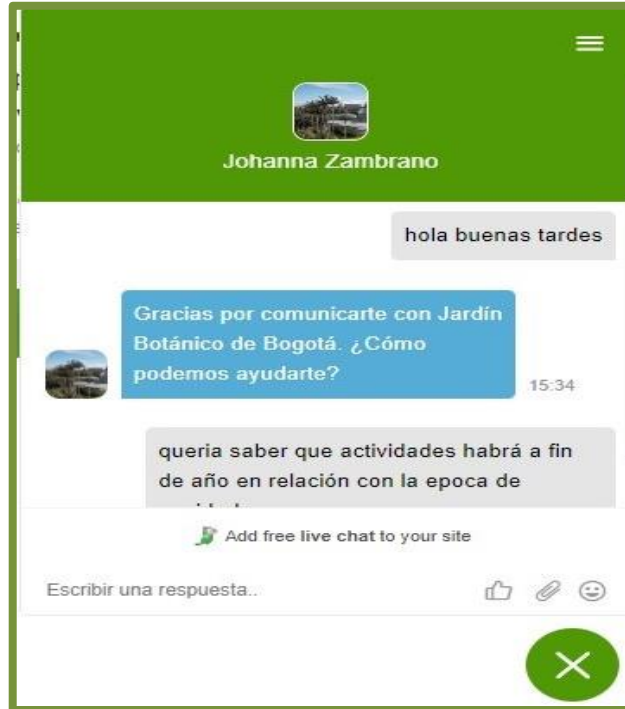 Johanna Zambrano
hola buenas tardes
Gracias por comunicarte con Jardín
Botánico de Bogotá. ¿Cómo
podemos ayudarte?
15:34
queria saber que actividades habrá a fin
de año en relación con la epoca de
Add free live chat to your site
Escribir una respuesta..